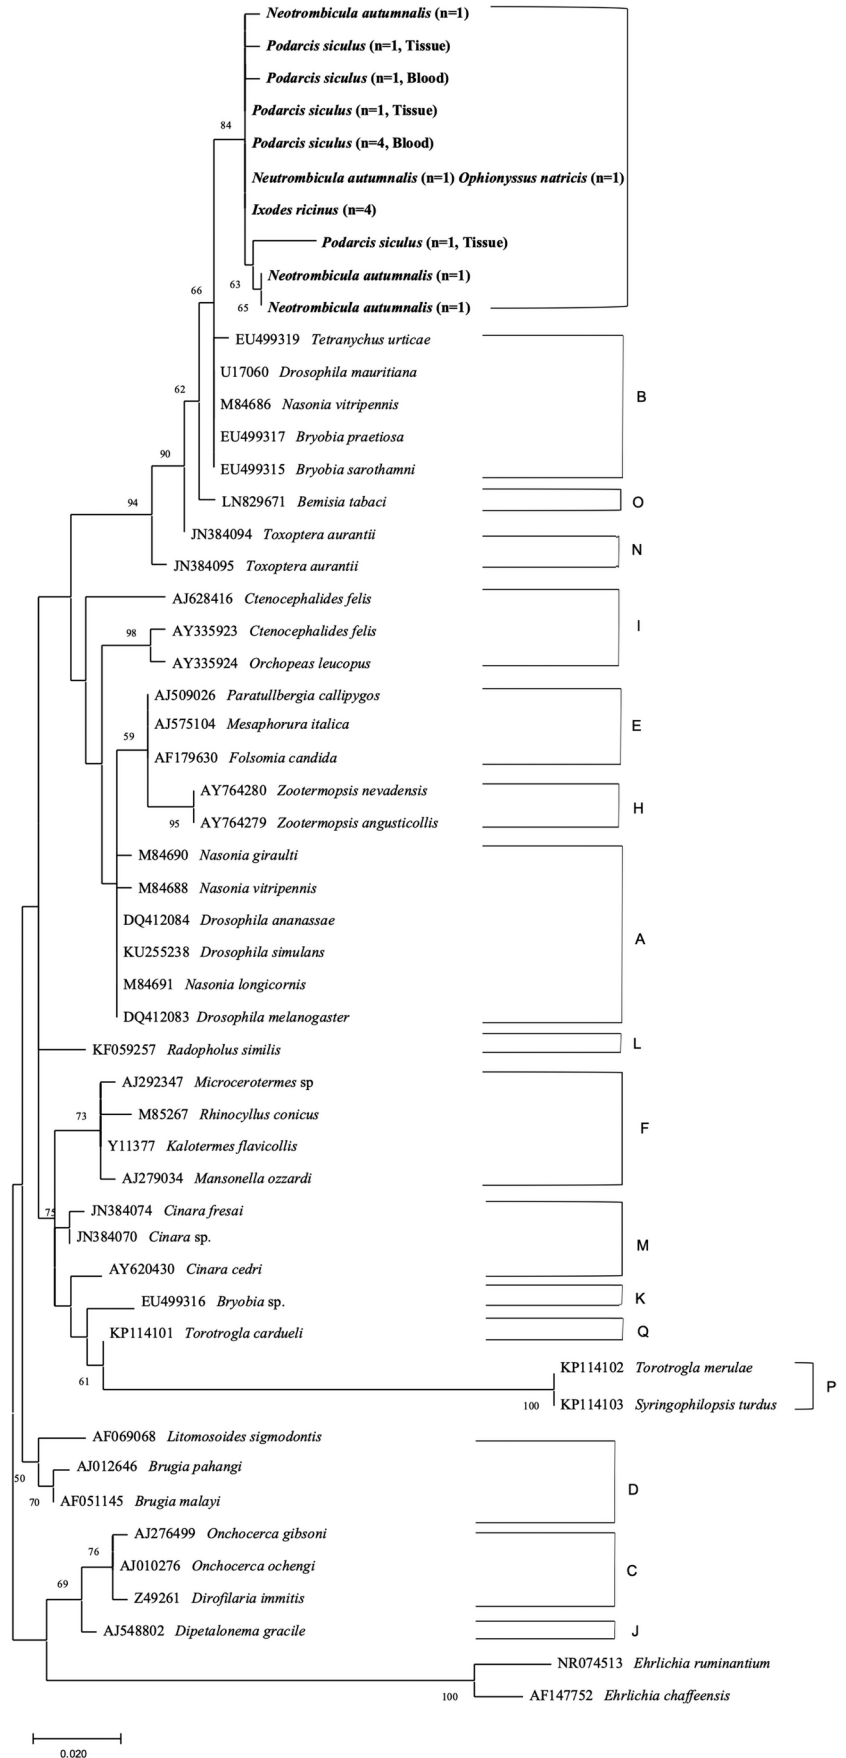 Neotrombicula autumnalis (n=1)
Podarcis siculus (n=1, Tissue)
Podarcis siculus (n=1, Blood)
Podarcis siculus (n=1, Tissue)
84
Podarcis siculus (n=4, Blood)
Neutrombicula autumnalis (n=1) Ophionyssus natricis (n=1)
Ixodes ricinus (n=4)
Podarcis siculus (n=1, Tissue)
Neotrombicula autumnalis (n=1)
63
66
65
Neotrombicula autumnalis (n=1)
EU499319 Tetranychus urticae
U17060 Drosophila mauritiana
62
B
M84686 Nasonia vitripennis
EU499317 Bryobia praetiosa
90
EU499315 Bryobia sarothamni
94
LN829671 Bemisia tabaci
O
JN384094 Toxoptera aurantii
N
JN384095 Toxoptera aurantii
AJ628416 Ctenocephalides felis
I
98
AY335923 Ctenocephalides felis
AY335924 Orchopeas leucopus
AJ509026 Paratullbergia callipygos
AJ575104 Mesaphorura italica
E
59
AF179630 Folsomia candida
AY764280 Zootermopsis nevadensis
H
95
AY764279 Zootermopsis angusticollis
M84690 Nasonia giraulti
M84688 Nasonia vitripennis
DQ412084 Drosophila ananassae
A
KU255238 Drosophila simulans
M84691 Nasonia longicornis
DQ412083 Drosophila melanogaster
KF059257 Radopholus similis
L
AJ292347 Microcerotermes sp
73
M85267 Rhinocyllus conicus
F
Y11377 Kalotermes flavicollis
AJ279034 Mansonella ozzardi
75
JN384074 Cinara fresai
JN384070 Cinara sp.
M
AY620430 Cinara cedri
EU499316 Bryobia sp.
K
KP114101 Torotrogla cardueli
Q
KP114102 Torotrogla merulae
61
P
100
KP114103 Syringophilopsis turdus
AF069068 Litomosoides sigmodontis
AJ012646 Brugia pahangi
50
D
70
AF051145 Brugia malayi
AJ276499 Onchocerca gibsoni
76
AJ010276 Onchocerca ochengi
C
69
Z49261 Dirofilaria immitis
AJ548802 Dipetalonema gracile
J
NR074513 Ehrlichia ruminantium
100
AF147752 Ehrlichia chaffeensis
0.020